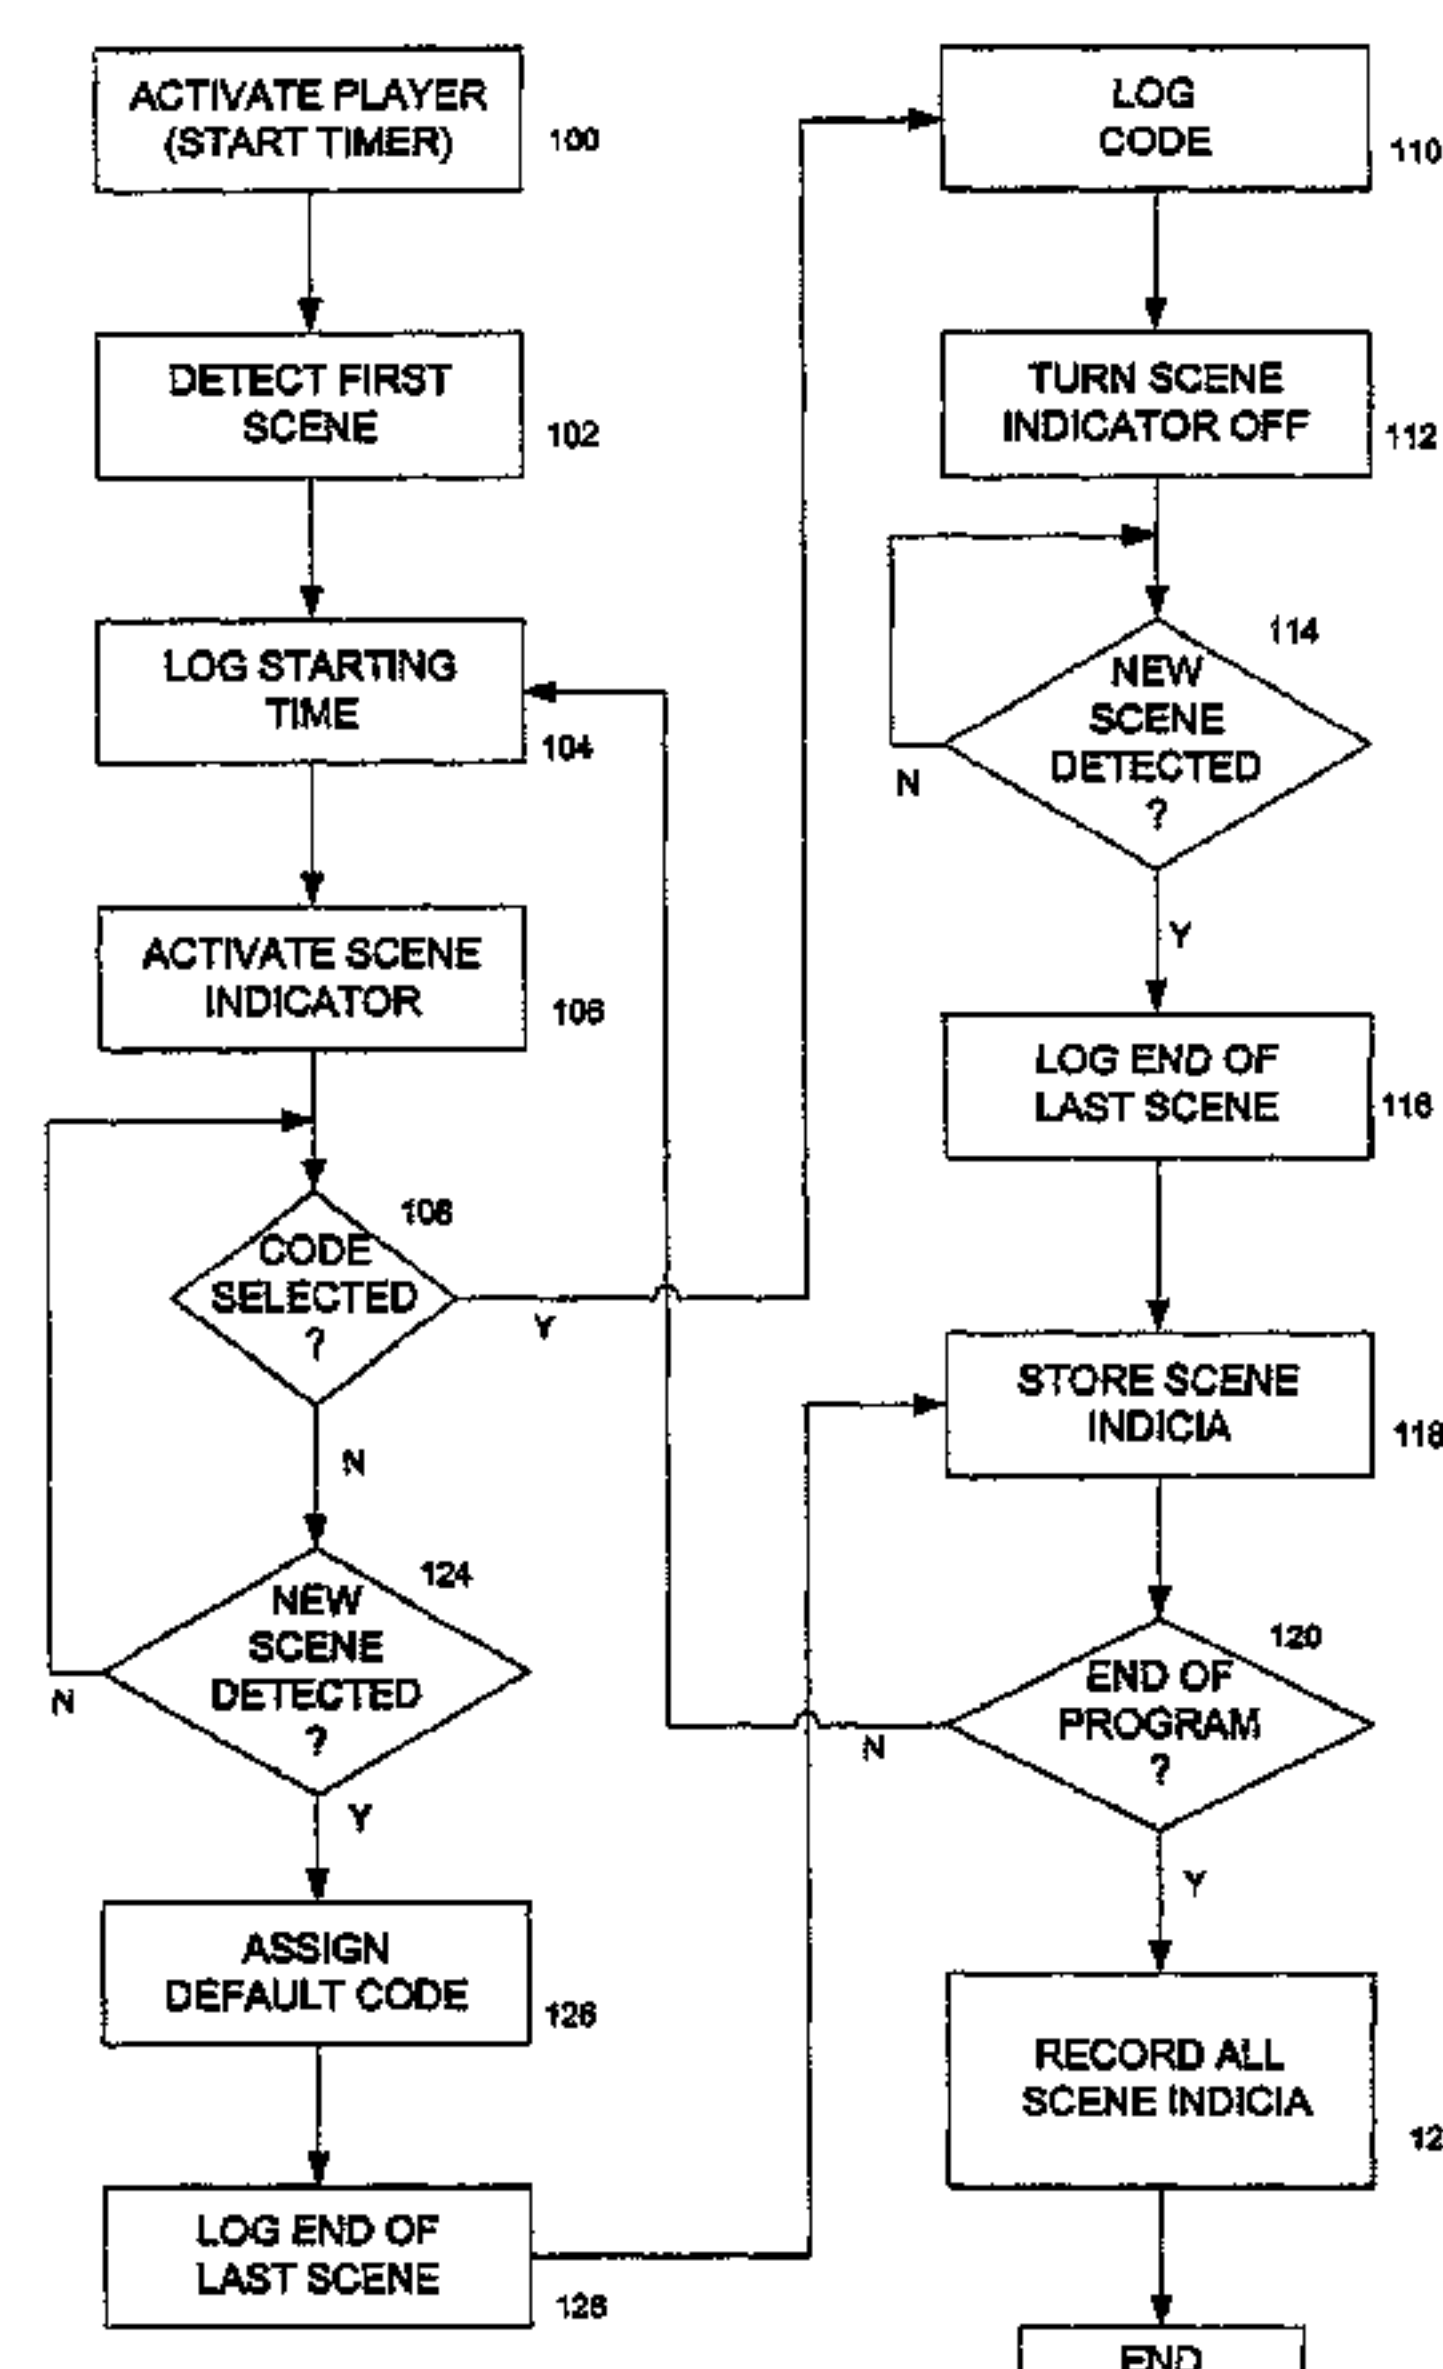 ACTIVATE PLAYER
(START TIMER)
100
DETECT FIRST
SCENE
102
LOG STARTING
TIME
104
ACTIVATE SCENE
INDICATOR
106
CODE
SELECTED
?
108
Y
N
NEW
SCENE
DETECTED
?
124
N
Y
ASSIGN
DEFAULT CODE
126
LOG END OF
LAST SCENE
LOG
CODE
110
TURN SCENE
INDICATOR OFF
112
NEW
SCENE
DETECTED
?
114
N
Y
LOG END OF
LAST SCENE
116
STORE SCENE
INDICIA
118
END OF
PROGRAM
?
120
N
Y
RECORD ALL
SCENE INDICIA
12
END